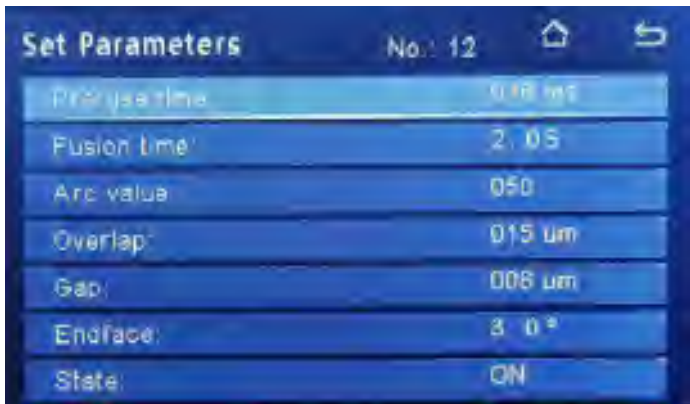 Set Parameters No.: 12
Prefuse time:
Fusion time: 2.0S
Arc value 050
Overlap: 015 um
Gap: um
Endface: 3.0°
State: ON